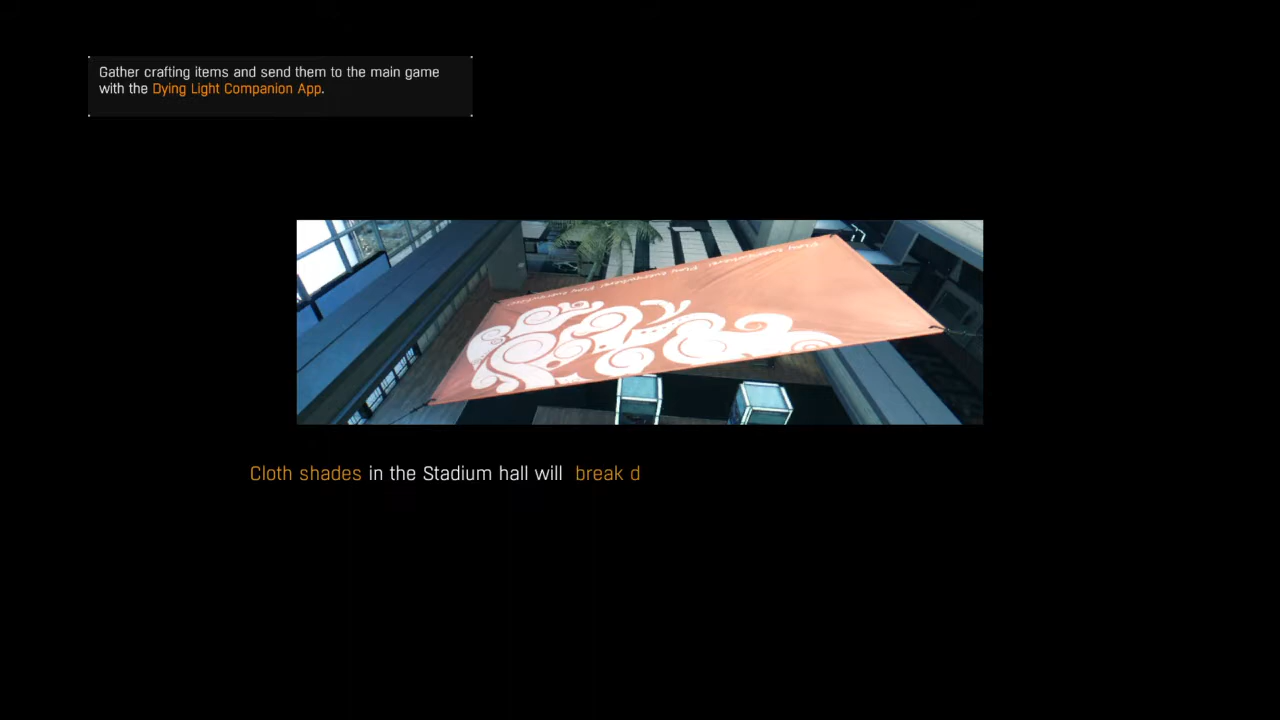 Gather crafting items and send them to the main game
with the Dying Light Companion App.
Cloth shades in the Stadium hall will break d